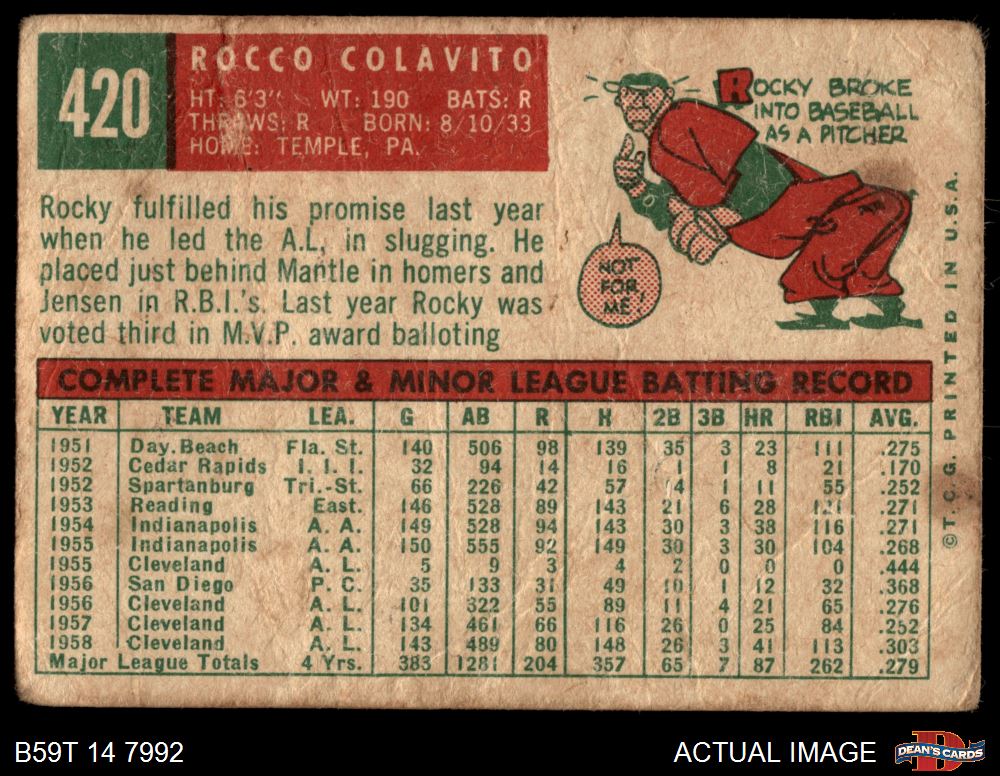 420
ROCCO COLAVITO
HT: 6'3" WT: 190 BATS: R
THROWS: R BORN: 8/10/33
HOME: TEMPLE, PA.
ROCKY BROKE
INTO BASEBALL
AS A PITCHER
NOT
FOR
ME!
Rocky fulfilled his promise last year
when he led the A.L. in slugging. He
placed just behind Mantle in homers and
Jensen in R.B.I.'s. Last year Rocky was
voted third in M.V.P. award balloting
COMPLETE MAJOR & MINOR LEAGUE BATTING RECORD
YEAR TEAM LEA. G AB R H 2B 3B HR RBI AVG.
1951 Day. Beach Fla. St. 140 506 98 139 35 3 23 111 .275
1952 Cedar Rapids I. I. I. 32 94 14 16 1 1 8 21 .170
1952 Spartanburg Tri.-St. 66 226 42 57 14 1 11 55 .252
1953 Reading East. 146 528 89 143 21 6 28 121 .271
1954 Indianapolis A. A. 149 528 94 143 30 3 38 116 .271
1955 Indianapolis A. A. 150 555 92 149 30 3 30 104 .268
1955 Cleveland A. L. 5 9 3 4 2 0 0 0 .444
1956 San Diego P. C. 35 133 31 49 10 1 12 32 .368
1956 Cleveland A. L. 101 322 55 89 11 4 21 65 .276
1957 Cleveland A. L. 134 461 66 116 26 0 25 84 .252
1958 Cleveland A. L. 143 489 80 148 26 3 41 113 .303
Major League Totals 4 Yrs. 383 1281 204 357 65 7 87 262 .279
©T. C. G. PRINTED IN U.S.A.
B59T 14 7992
ACTUAL IMAGE
DEAN'S CARDS